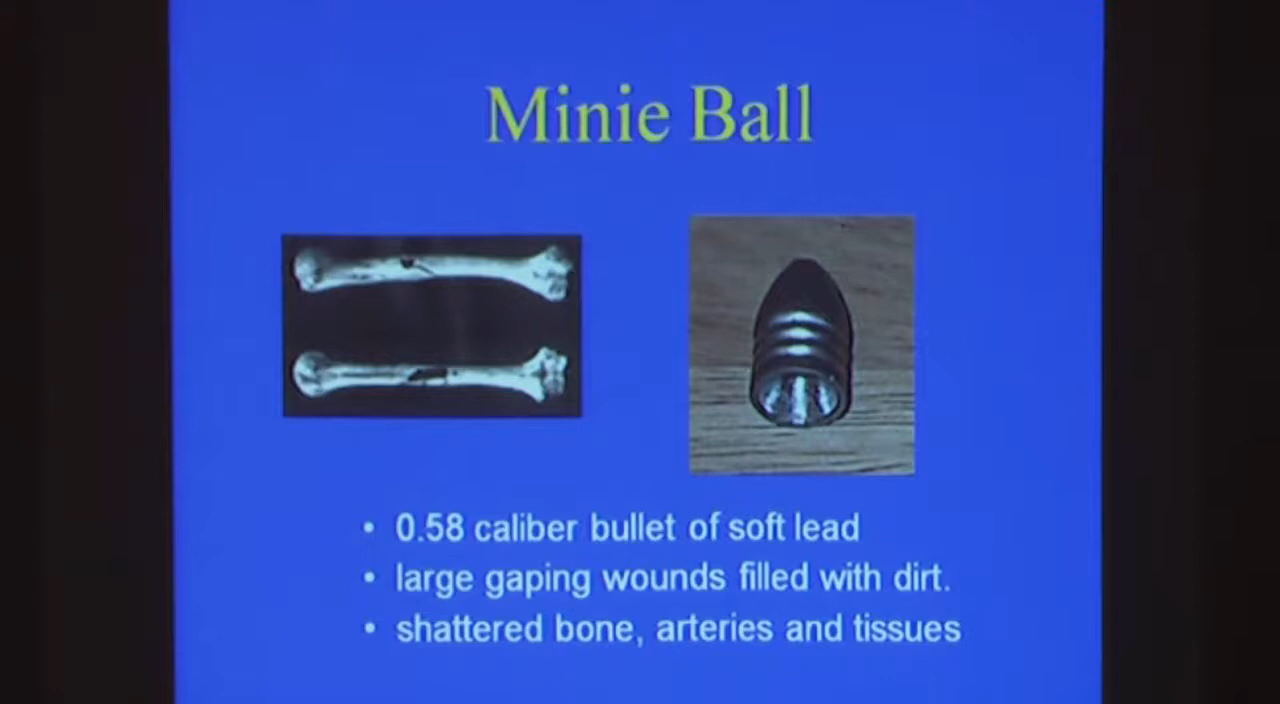 Minie Ball
• 0.58 caliber bullet of soft lead
• large gaping wounds filled with dirt.
• shattered bone, arteries and tissues